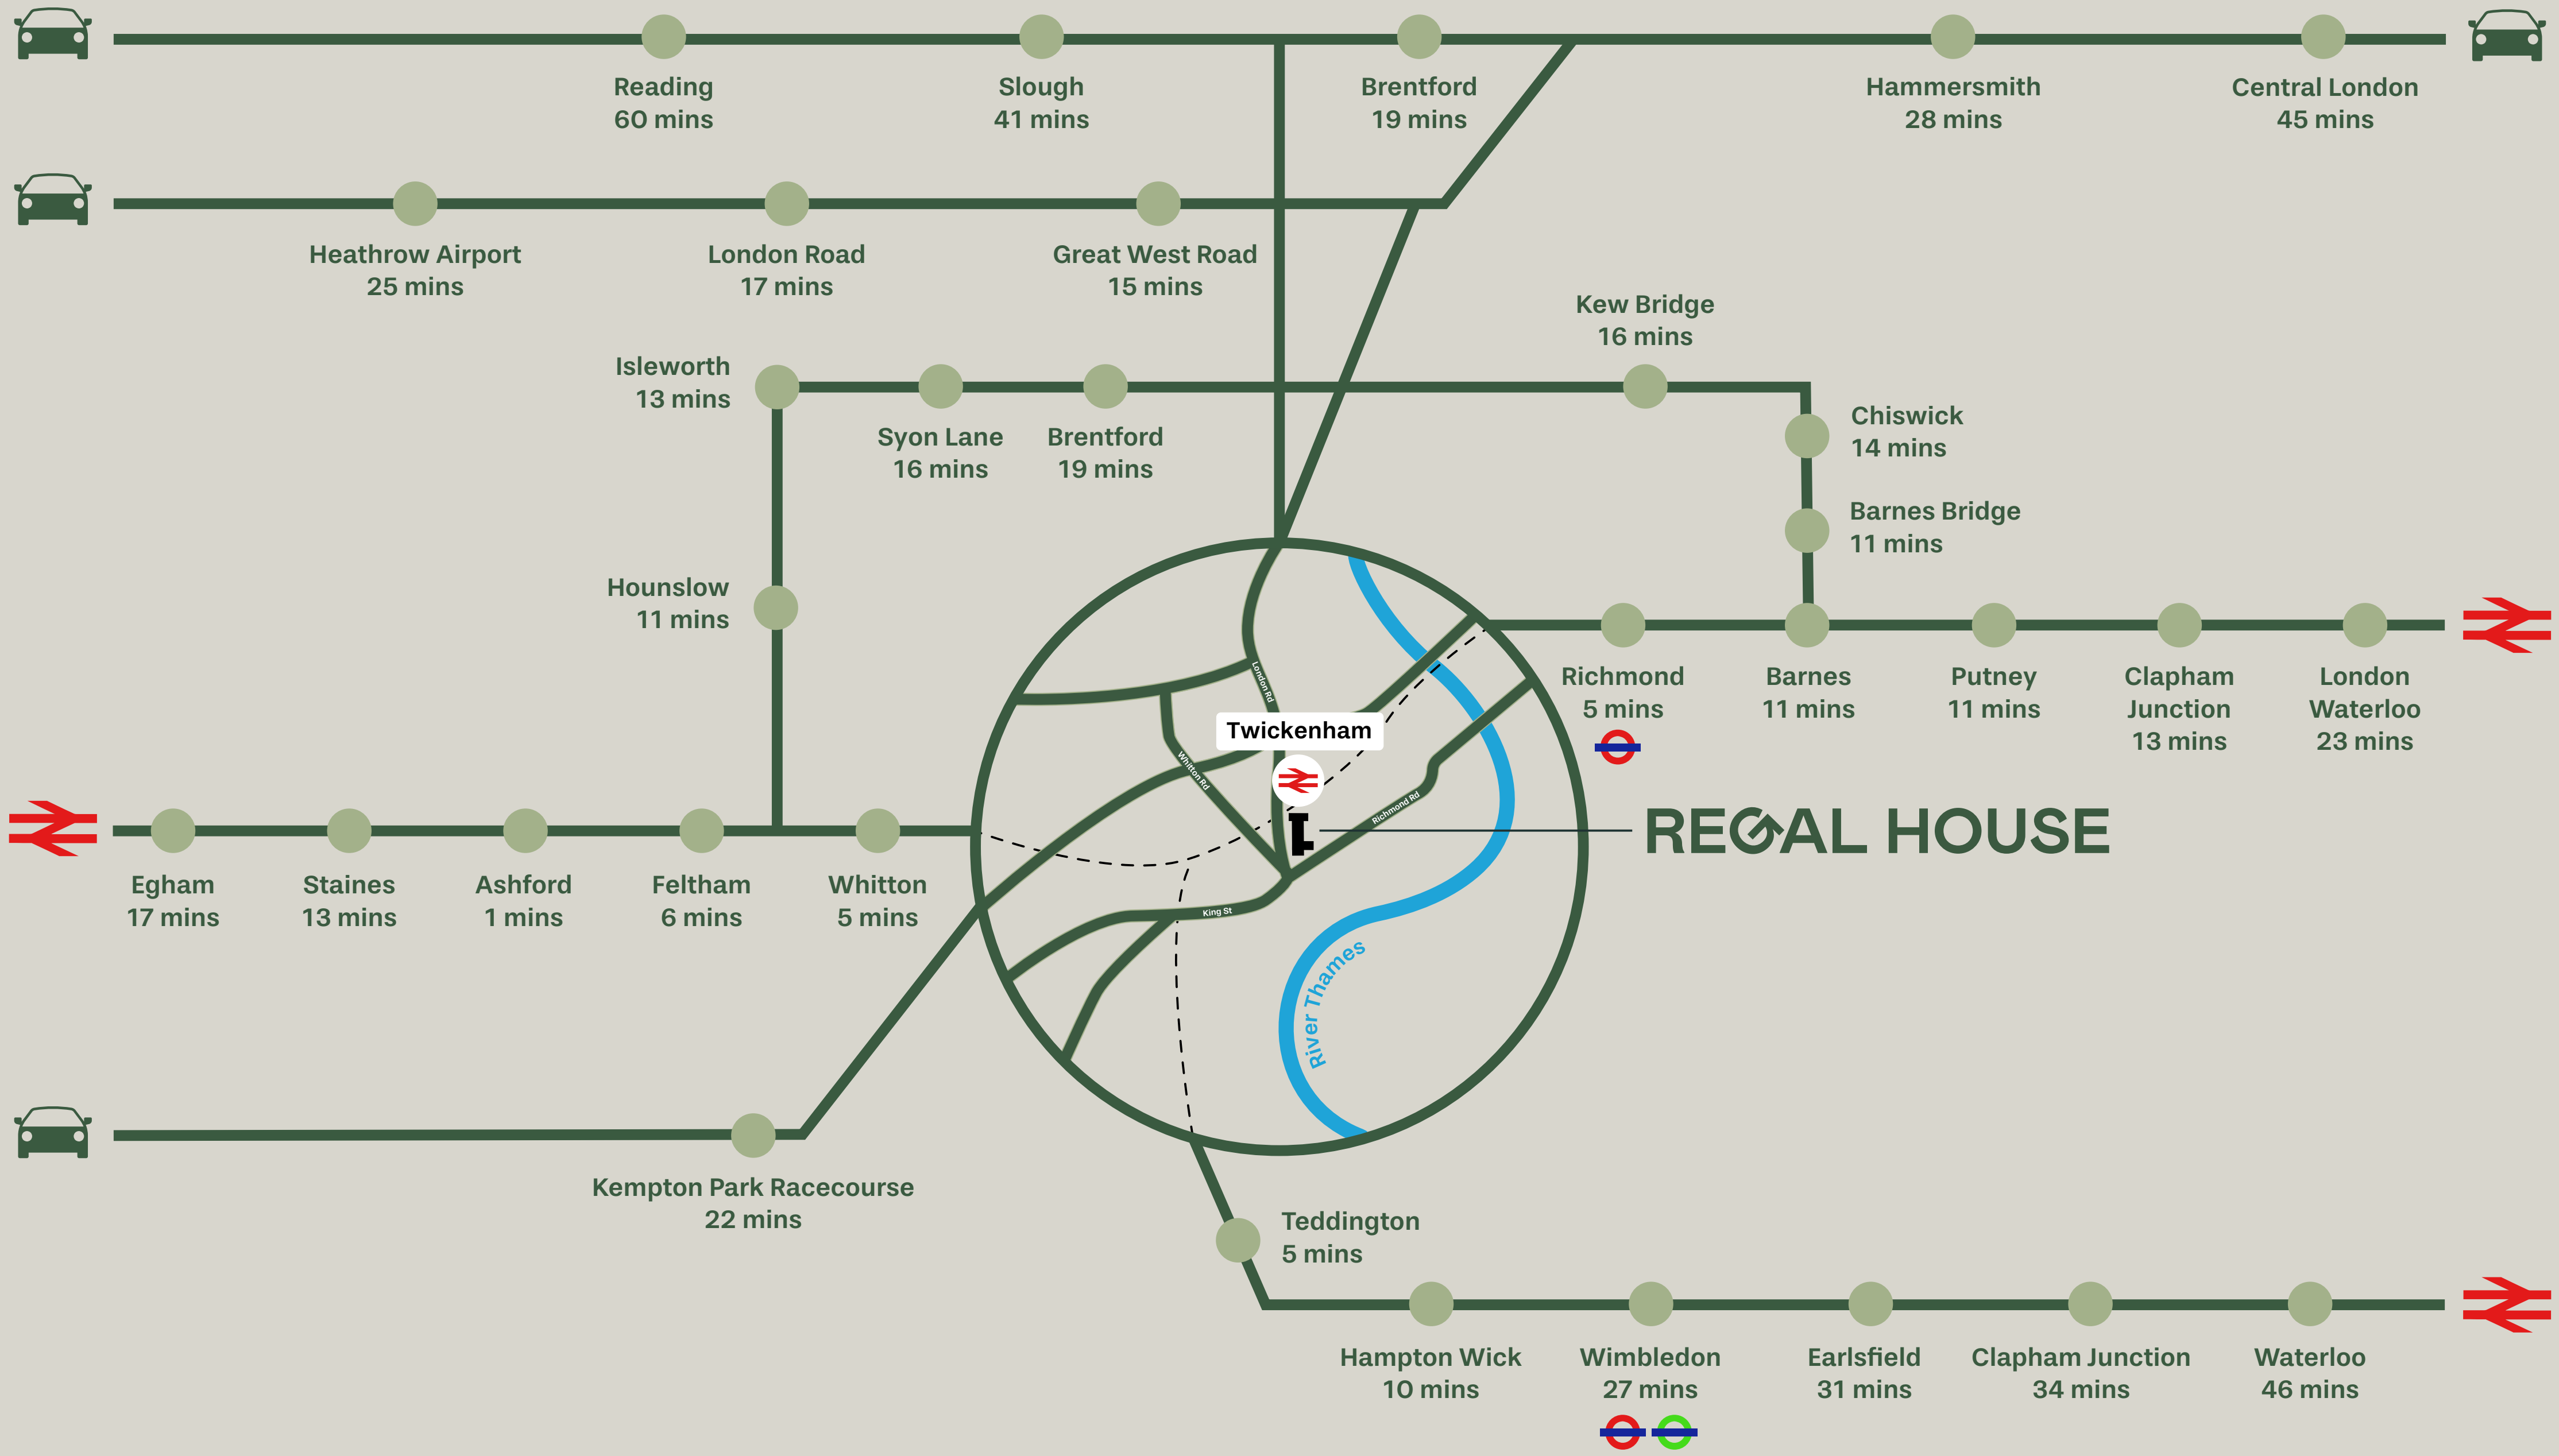 Reading
60 mins
Slough
41 mins
Brentford
19 mins
Hammersmith
28 mins
Central London
45 mins
Heathrow Airport
25 mins
London Road
17 mins
Great West Road
15 mins
Kew Bridge
16 mins
Isleworth
13 mins
Syon Lane
16 mins
Brentford
19 mins
Chiswick
14 mins
Barnes Bridge
11 mins
Hounslow
11 mins
Richmond
5 mins
Barnes
11 mins
Putney
11 mins
Clapham
Junction
13 mins
London
Waterloo
23 mins
London Rd
Twickenham
Whitton Rd
Richmond Rd
REGAL HOUSE
King St
River Thames
Egham
17 mins
Staines
13 mins
Ashford
1 mins
Feltham
6 mins
Whitton
5 mins
Kempton Park Racecourse
22 mins
Teddington
5 mins
Hampton Wick
10 mins
Wimbledon
27 mins
Earlsfield
31 mins
Clapham Junction
34 mins
Waterloo
46 mins